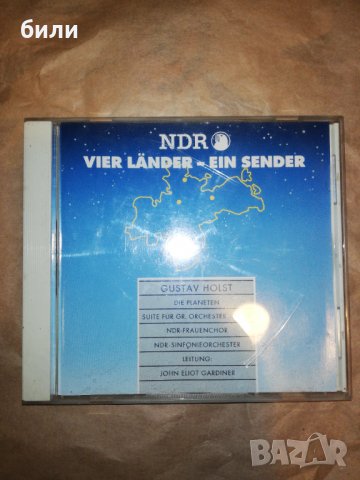 били
NDR
VIER LÄNDER - EIN SENDER
GUSTAV HOLST
DIE PLANETEN
SUITE FÜR GR. ORCHESTER
NDR-FRAUENCHOR
NDR-SINFONIEORCHESTER
LEITUNG:
JOHN ELIOT GARDINER
BAZAR